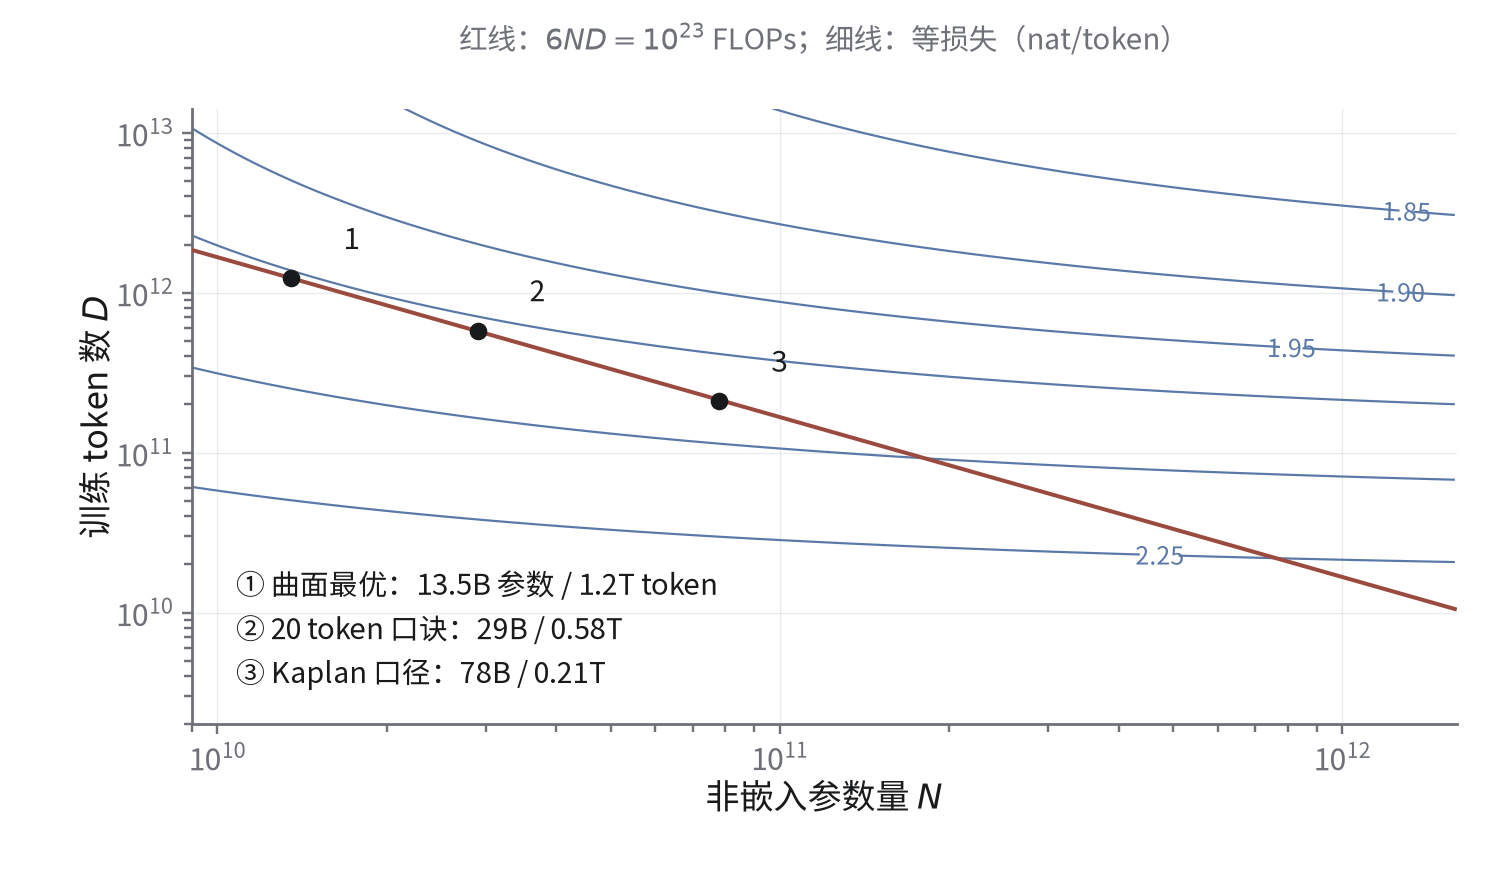 红线：6ND = 10²³ FLOPs；细线：等损失（nat/token）
10¹³
10¹²
10¹¹
10¹⁰
训练 token 数 D
1
2
3
1.85
1.90
1.95
2.25
① 曲面最优：13.5B 参数 / 1.2T token
② 20 token 口诀：29B / 0.58T
③ Kaplan 口径：78B / 0.21T
10¹⁰
10¹¹
10¹²
非嵌入参数量 N